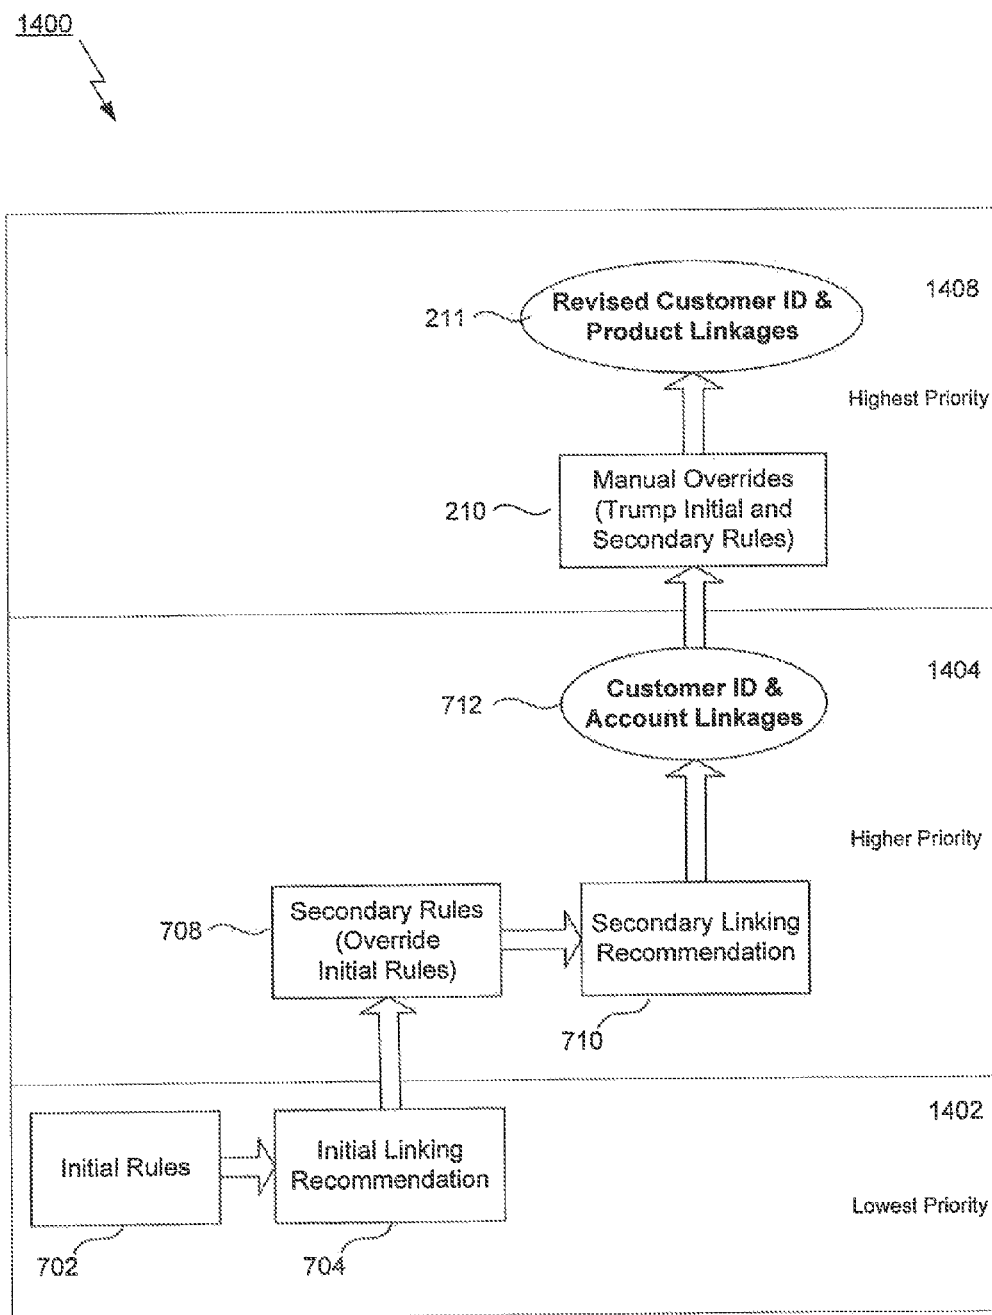 1400
1408
Revised Customer ID &
Product Linkages
211
Highest Priority
Manual Overrides
(Trump Initial and
Secondary Rules)
210
1404
Customer ID &
Account Linkages
712
Higher Priority
Secondary Rules
(Override
Initial Rules)
708
Secondary Linking
Recommendation
710
1402
Initial Rules
Initial Linking
Recommendation
Lowest Priority
702
704